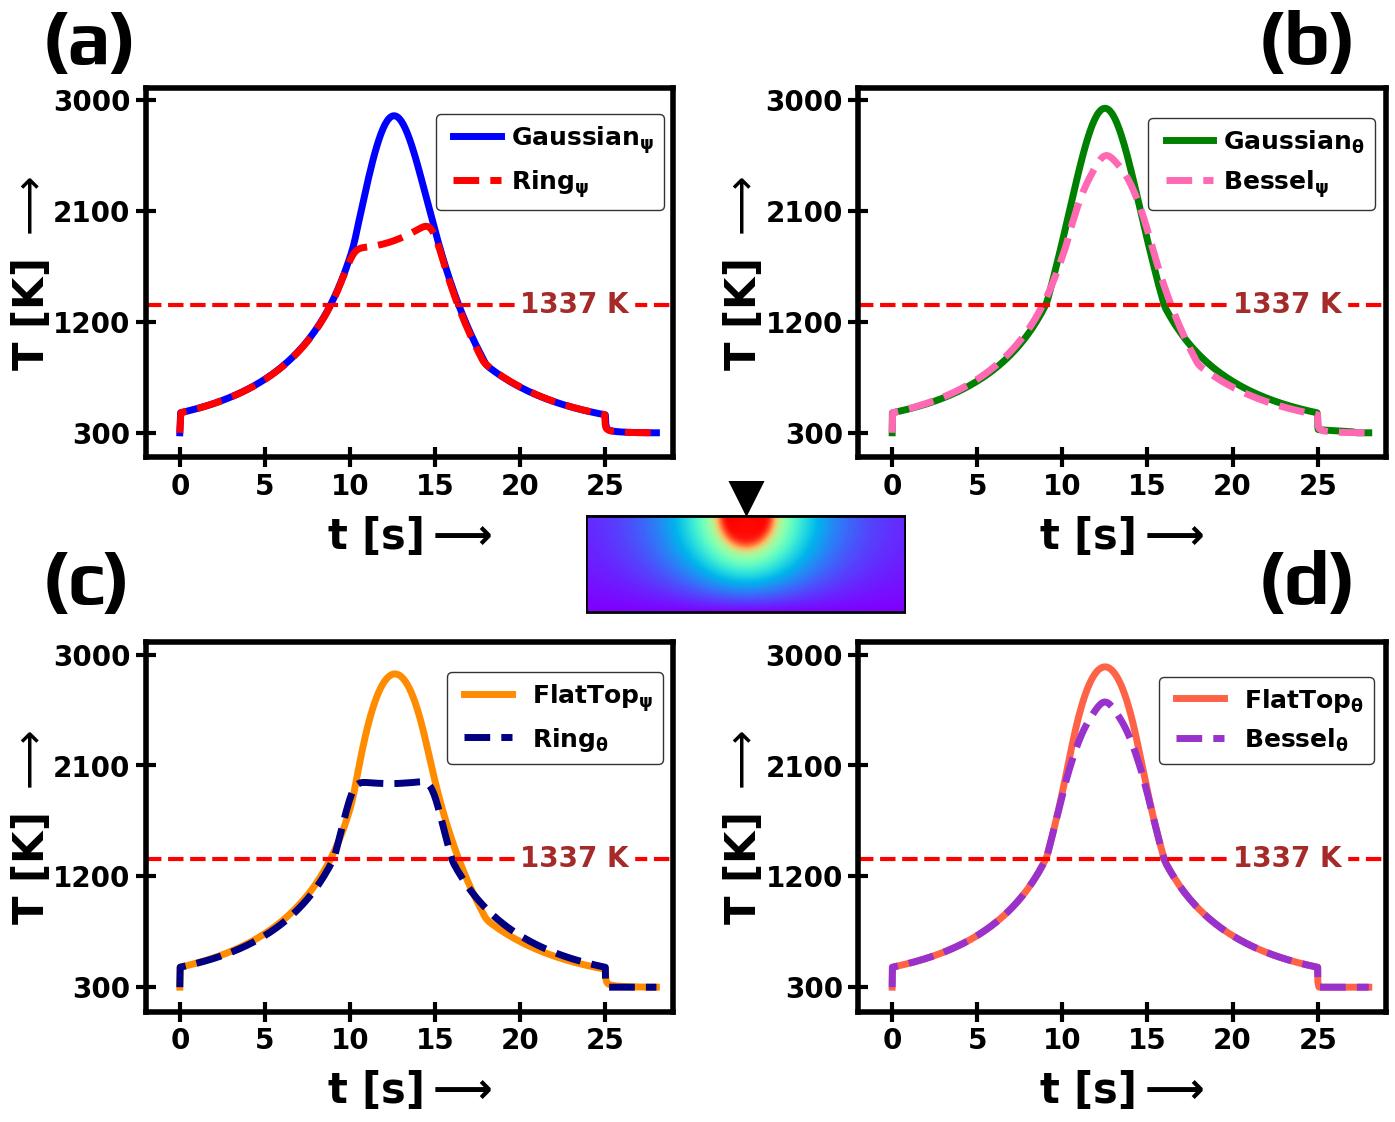 (a)
3000
2100
1200
300
T [K] ⟶
Gaussianψ
Ringψ
1337 K
0 5 10 15 20 25
t [s] ⟶
(b)
3000
2100
1200
300
T [K] ⟶
Gaussianθ
Besselψ
1337 K
0 5 10 15 20 25
t [s] ⟶
(c)
3000
2100
1200
300
T [K] ⟶
FlatTopψ
Ringθ
1337 K
0 5 10 15 20 25
t [s] ⟶
(d)
3000
2100
1200
300
T [K] ⟶
FlatTopθ
Besselθ
1337 K
0 5 10 15 20 25
t [s] ⟶